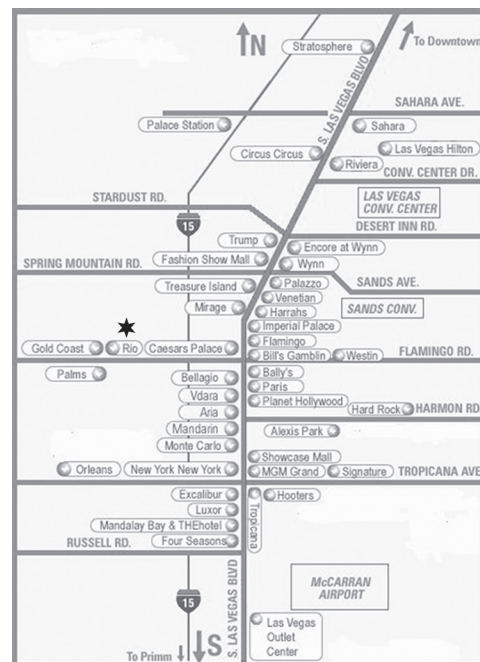 N
Stratosphere
S. LAS VEGAS BLVD
To Downtown
SAHARA AVE.
Palace Station
Sahara
Circus Circus
Las Vegas Hilton
Riviera
CONV. CENTER DR.
STARDUST RD.
LAS VEGAS
CONV. CENTER
15
DESERT INN RD.
Trump
Encore at Wynn
Fashion Show Mall
Wynn
SPRING MOUNTAIN RD.
SANDS AVE.
Treasure Island
Palazzo
Venetian
Mirage
Harrahs
SANDS CONV.
Imperial Palace
Flamingo
Gold Coast
Rio
Caesars Palace
Bill's Gamblin
Westin
FLAMINGO RD.
Palms
Bellagio
Bally's
Vdara
Paris
Aria
Planet Hollywood
Hard Rock
HARMON RD
Mandarin
Alexis Park
Monte Carlo
Showcase Mall
Orleans
New York New York
MGM Grand
Signature
TROPICANA AVE
Excalibur
Hooters
Tropicana
Luxor
Mandalay Bay & THEhotel
RUSSELL RD.
Four Seasons
McCARRAN
AIRPORT
15
S. LAS VEGAS BLVD
Las Vegas
Outlet
Center
To Primm
S